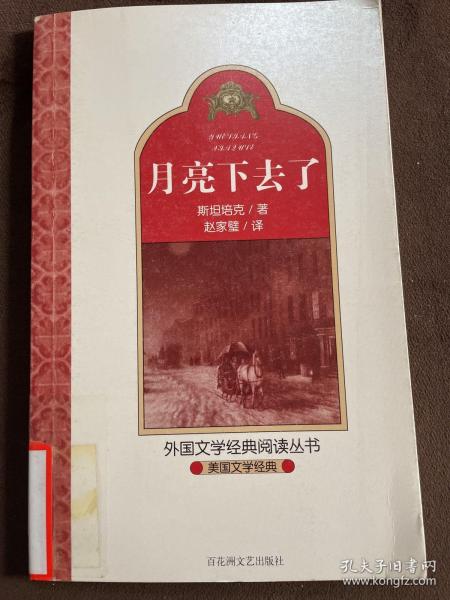 月亮下去了
斯坦培克/著
赵家璧/译
外国文学经典阅读丛书
美国文学经典
百花洲文艺出版社
孔夫子旧书网
www.kongfz.com